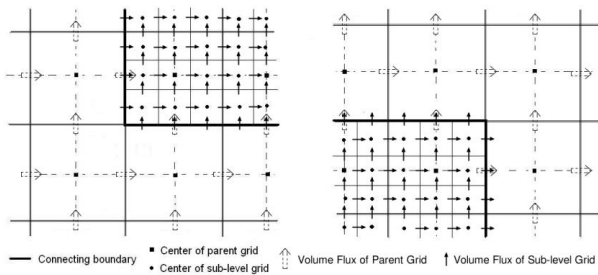 Connecting boundary
Center of parent grid
Center of sub-level grid
Volume Flux of Parent Grid
Volume Flux of Sub-level Grid